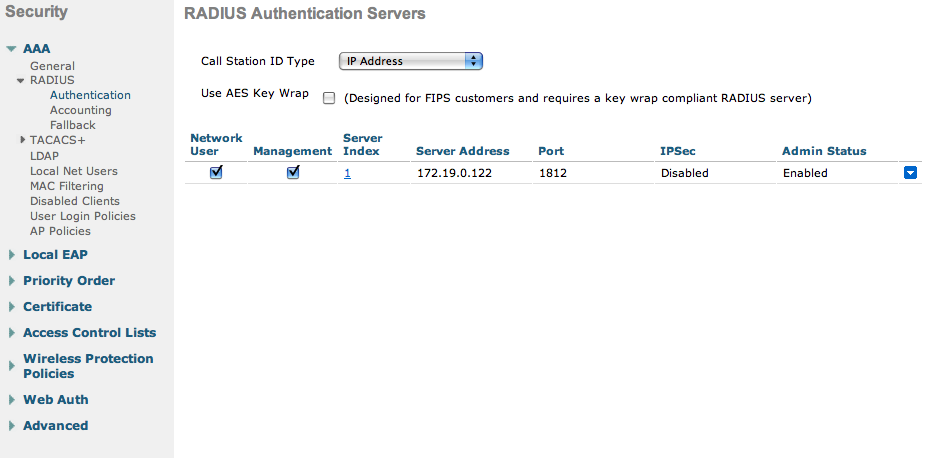 Security
AAA
General
RADIUS
Authentication
Accounting
Fallback
TACACS+
LDAP
Local Net Users
MAC Filtering
Disabled Clients
User Login Policies
AP Policies
Local EAP
Priority Order
Certificate
Access Control Lists
Wireless Protection
Policies
Web Auth
Advanced
RADIUS Authentication Servers
Call Station ID Type IP Address
Use AES Key Wrap (Designed for FIPS customers and requires a key wrap compliant RADIUS server)
Network User Management Server Index Server Address Port IPSec Admin Status
1 172.19.0.122 1812 Disabled Enabled